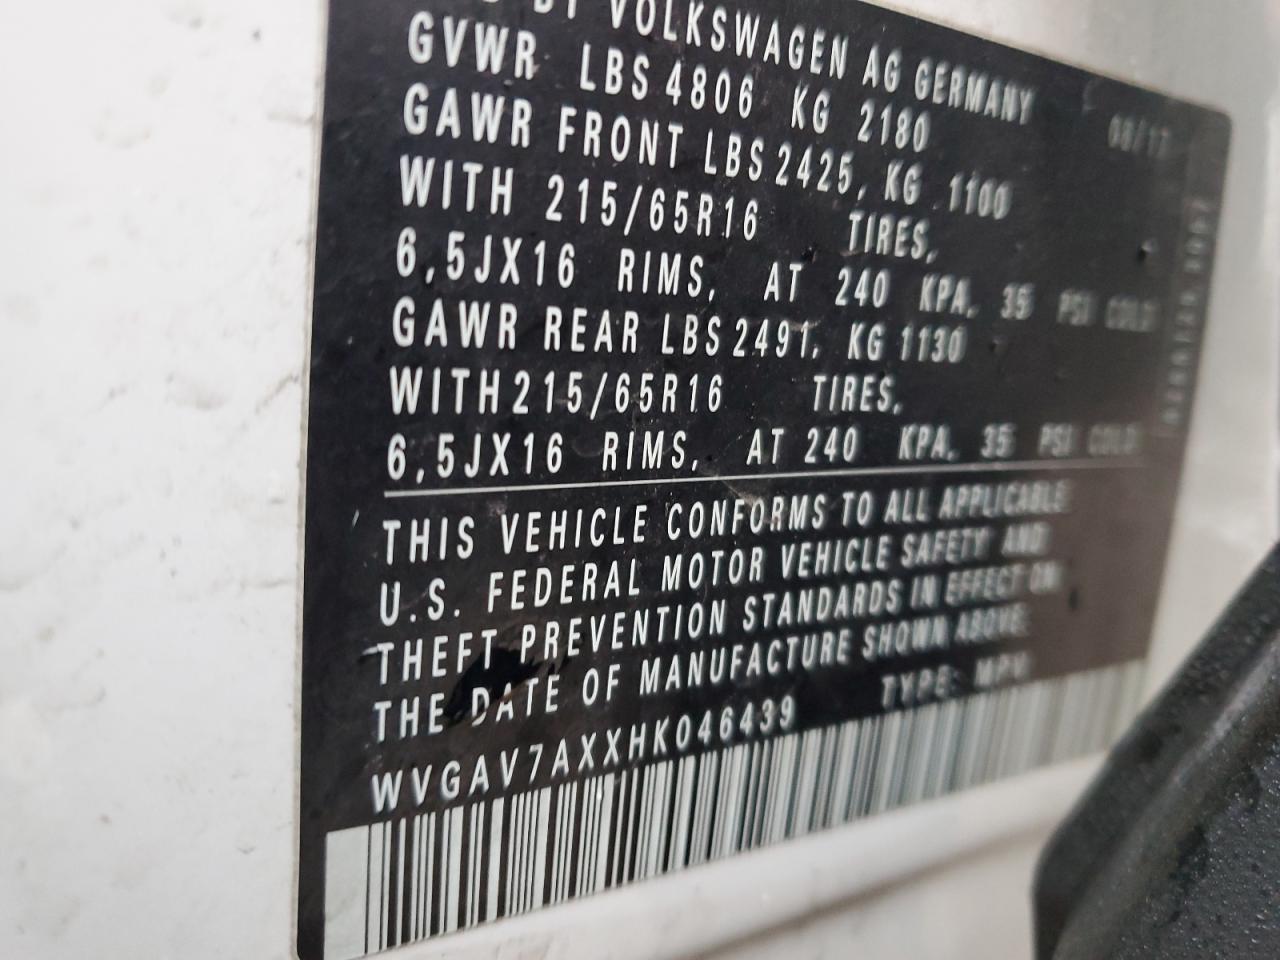 BY VOLKSWAGEN AG GERMANY 08/17
GVWR LBS 4806 KG 2180
GAWR FRONT LBS 2425, KG 1100
WITH 215/65R16 TIRES,
6,5JX16 RIMS, AT 240 KPA, 35 PSI COLD
GAWR REAR LBS 2491, KG 1130
WITH 215/65R16 TIRES,
6,5JX16 RIMS, AT 240 KPA, 35 PSI COLD
THIS VEHICLE CONFORMS TO ALL APPLICABLE
U.S. FEDERAL MOTOR VEHICLE SAFETY AND
THEFT PREVENTION STANDARDS IN EFFECT ON
THE DATE OF MANUFACTURE SHOWN ABOVE.
WVGAV7AXXHK046439 TYPE: MPV